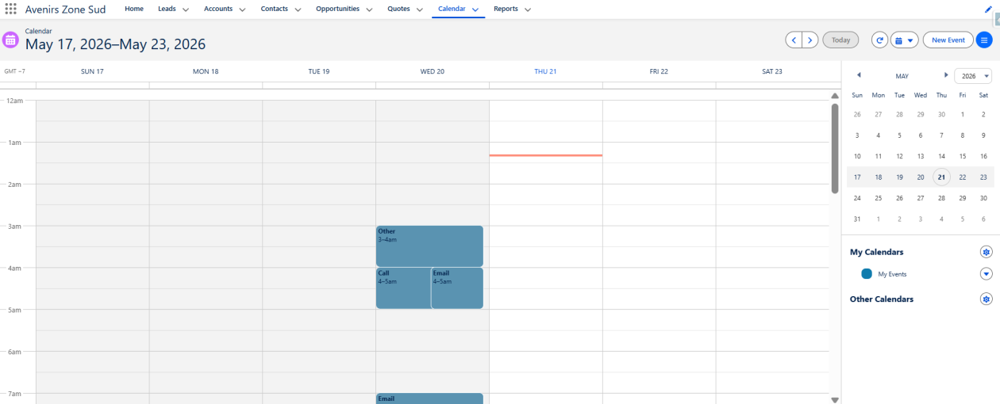 Avenirs Zone Sud Home Leads Accounts Contacts Opportunities Quotes Calendar Reports
Calendar
May 17, 2026–May 23, 2026
Today New Event
GMT −7 SUN 17 MON 18 TUE 19 WED 20 THU 21 FRI 22 SAT 23
12am
1am
2am
3am
4am
5am
6am
7am
Other
3–4am
Call
4–5am
Email
4–5am
Email
MAY 2026
Sun Mon Tue Wed Thu Fri Sat
26 27 28 29 30 1 2
3 4 5 6 7 8 9
10 11 12 13 14 15 16
17 18 19 20 21 22 23
24 25 26 27 28 29 30
31 1 2 3 4 5 6
My Calendars
My Events
Other Calendars